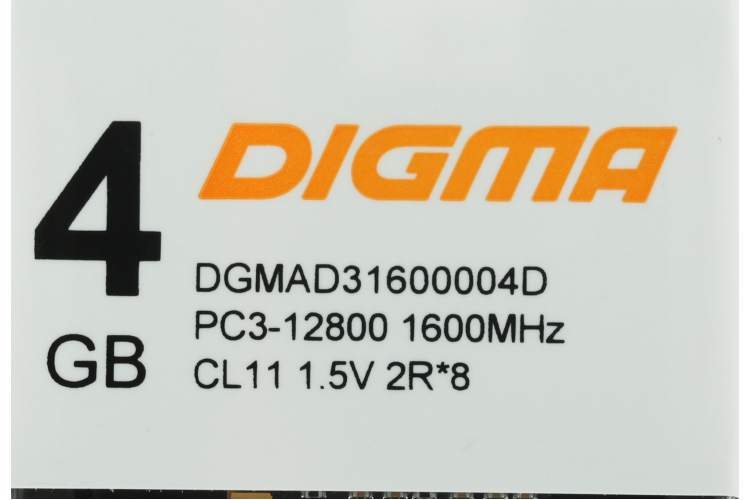 4
GB
DIGMA
DGMAD31600004D
PC3-12800 1600MHz
CL11 1.5V 2R*8